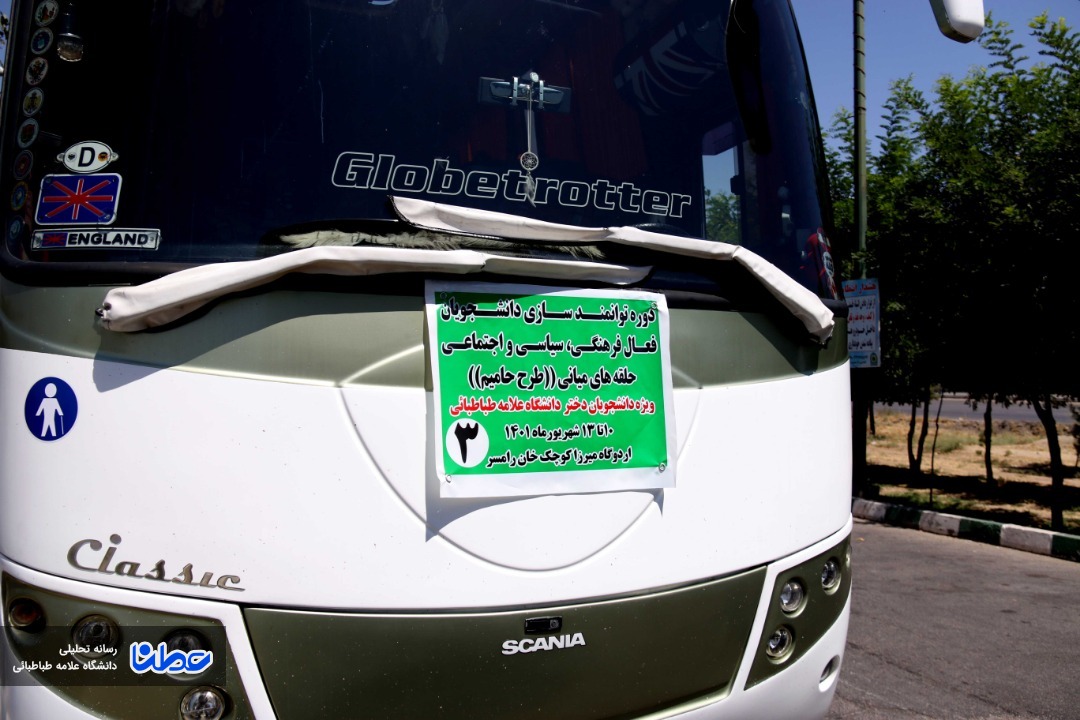 D
ENGLAND
Globetrotter
دوره توانمند سازی دانشجویان
فعال فرهنگی، سیاسی و اجتماعی
حلقه های میانی ((طرح حامیم))
ویژه دانشجویان دختر دانشگاه علامه طباطبائی
۱۰ تا ۱۳ شهریور ماه ۱۴۰۱
۳
اردوگاه میرزا کوچک خان رامسر
Classic
SCANIA
عطنا
رسانه تحلیلی
دانشگاه علامه طباطبائی